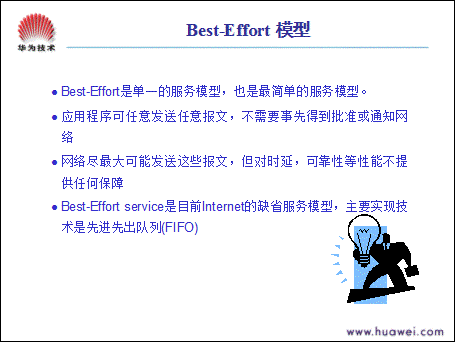 华为技术
Best-Effort 模型
● Best-Effort是单一的服务模型，也是最简单的服务模型。
● 应用程序可任意发送任意报文，不需要事先得到批准或通知网
络
● 网络尽最大可能发送这些报文，但对时延，可靠性等性能不提
供任何保障
● Best-Effort service是目前Internet的缺省服务模型，主要实现技
术是先进先出队列(FIFO)
www.huawei.com